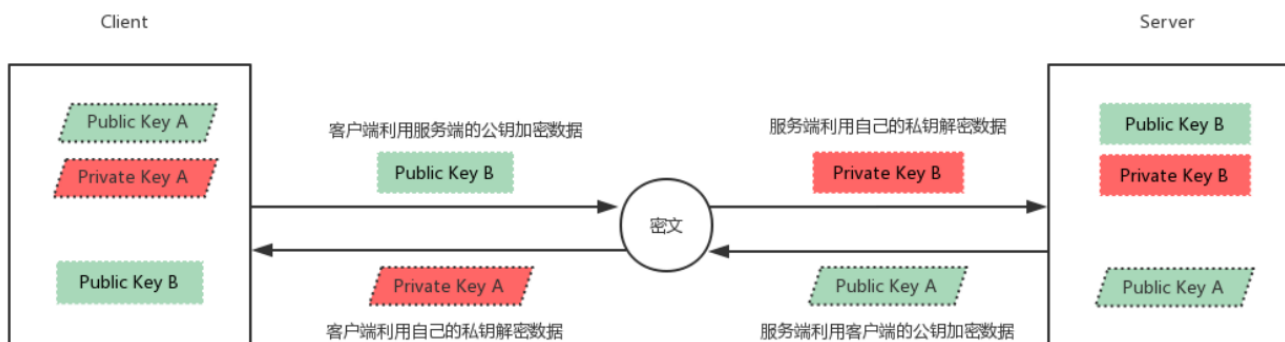 Client
Server
Public Key A
Private Key A
Public Key B
客户端利用服务端的公钥加密数据
Public Key B
服务端利用自己的私钥解密数据
Private Key B
密文
Private Key A
客户端利用自己的私钥解密数据
Public Key A
服务端利用客户端的公钥加密数据
Public Key B
Private Key B
Public Key A